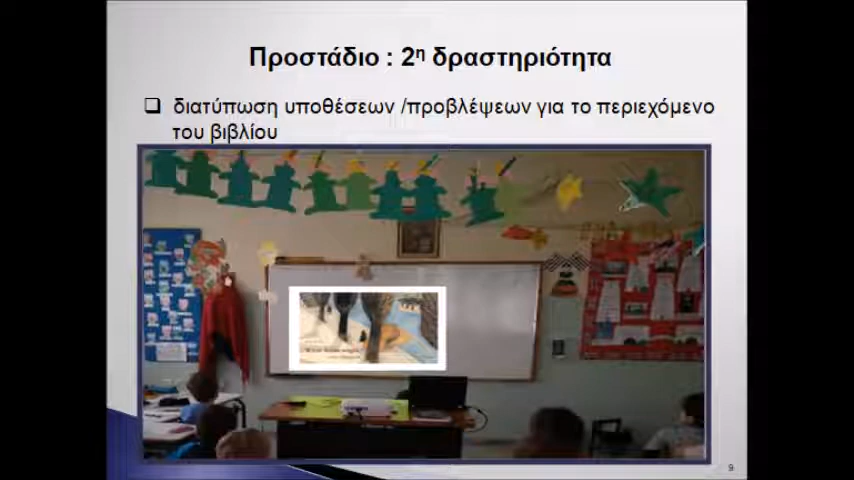 Προστάδιο : 2η δραστηριότητα
διατύπωση υποθέσεων /προβλέψεων για το περιεχόμενο
του βιβλίου
9